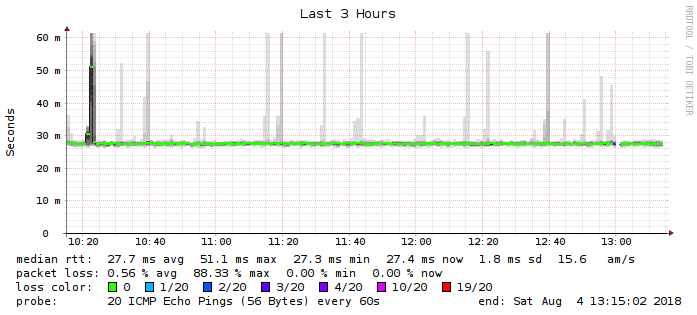 Last 3 Hours
RRDTOOL / TOBI OETIKER
Seconds
60 m
50 m
40 m
30 m
20 m
10 m
0
10:20 10:40 11:00 11:20 11:40 12:00 12:20 12:40 13:00
median rtt: 27.7 ms avg 51.1 ms max 27.3 ms min 27.4 ms now 1.8 ms sd 15.6 am/s
packet loss: 0.56 % avg 88.33 % max 0.00 % min 0.00 % now
loss color: 0 1/20 2/20 3/20 4/20 10/20 19/20
probe: 20 ICMP Echo Pings (56 Bytes) every 60s end: Sat Aug 4 13:15:02 2018